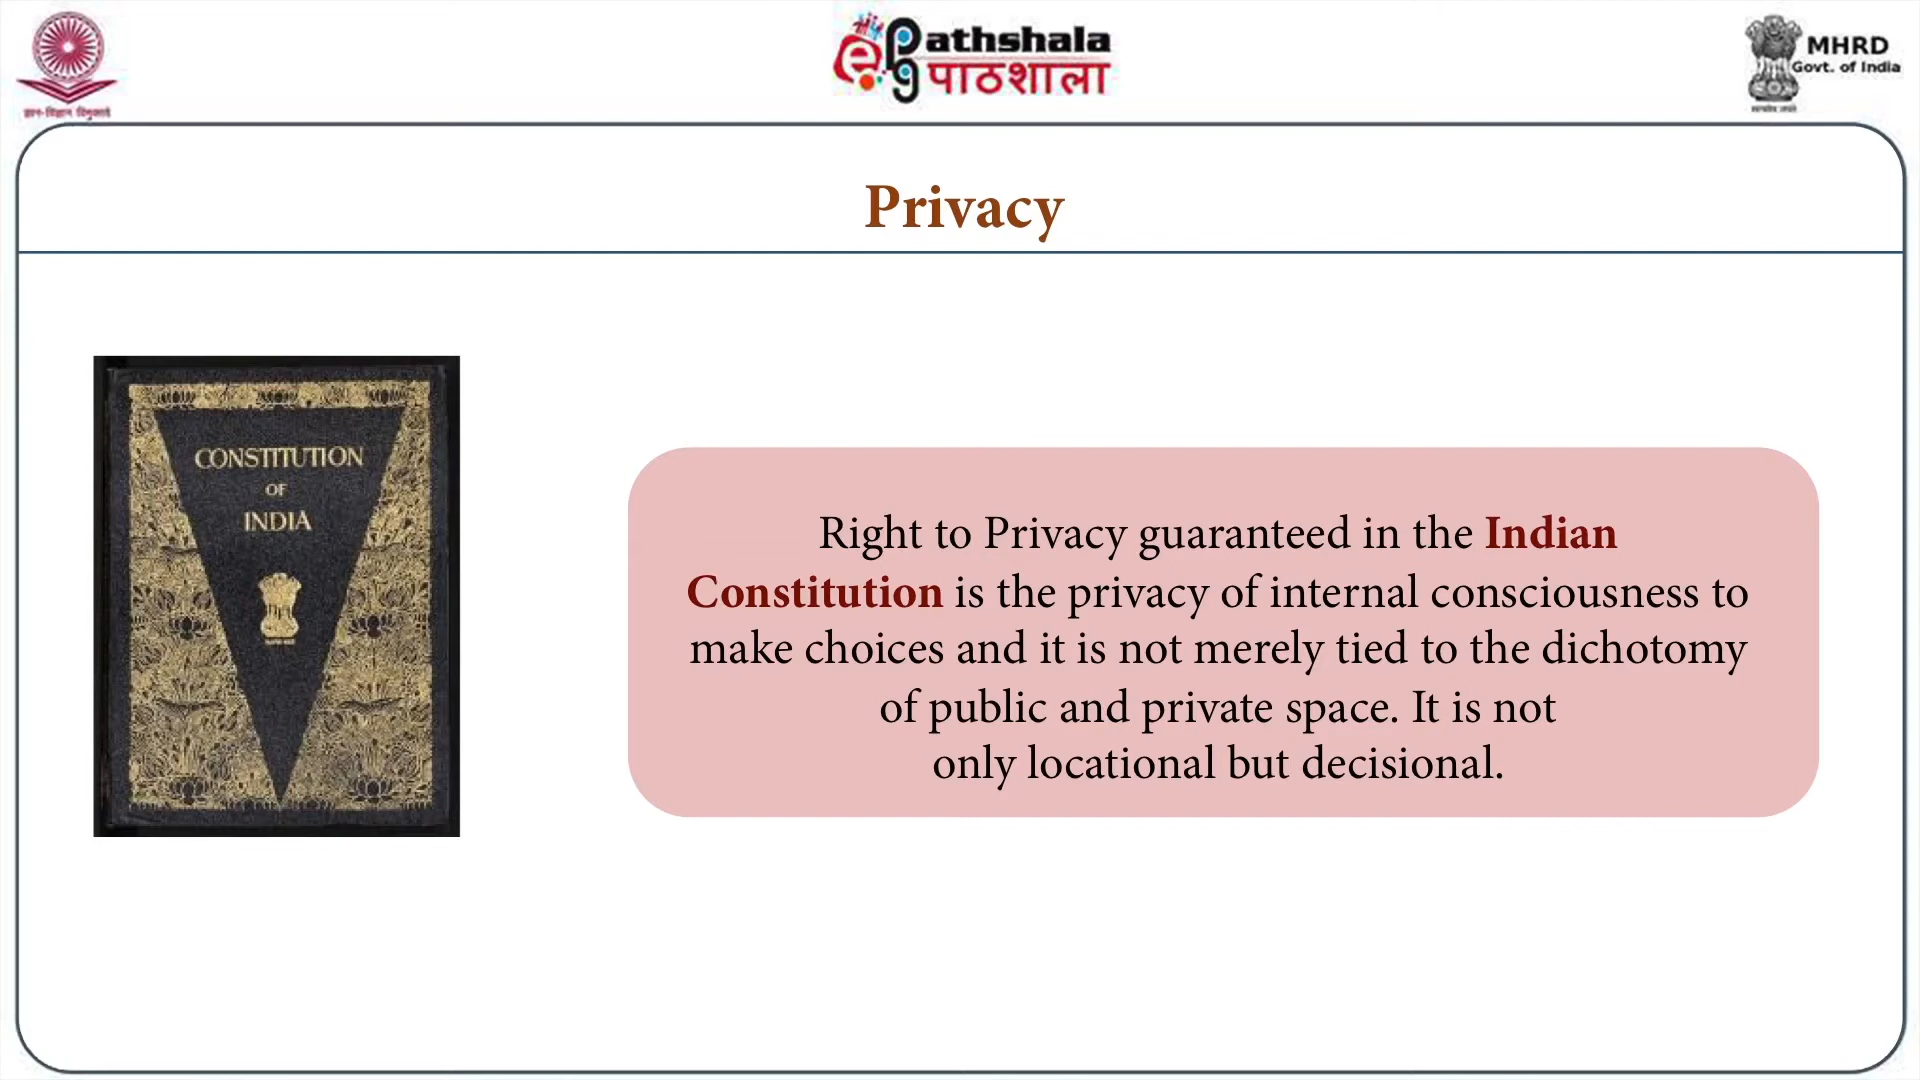 Pathshala
पाठशाला
MHRD
Govt. of India
ज्ञान-विज्ञान विमुक्तये
Privacy
CONSTITUTION
OF
INDIA
Right to Privacy guaranteed in the Indian
Constitution is the privacy of internal consciousness to
make choices and it is not merely tied to the dichotomy
of public and private space. It is not
only locational but decisional.